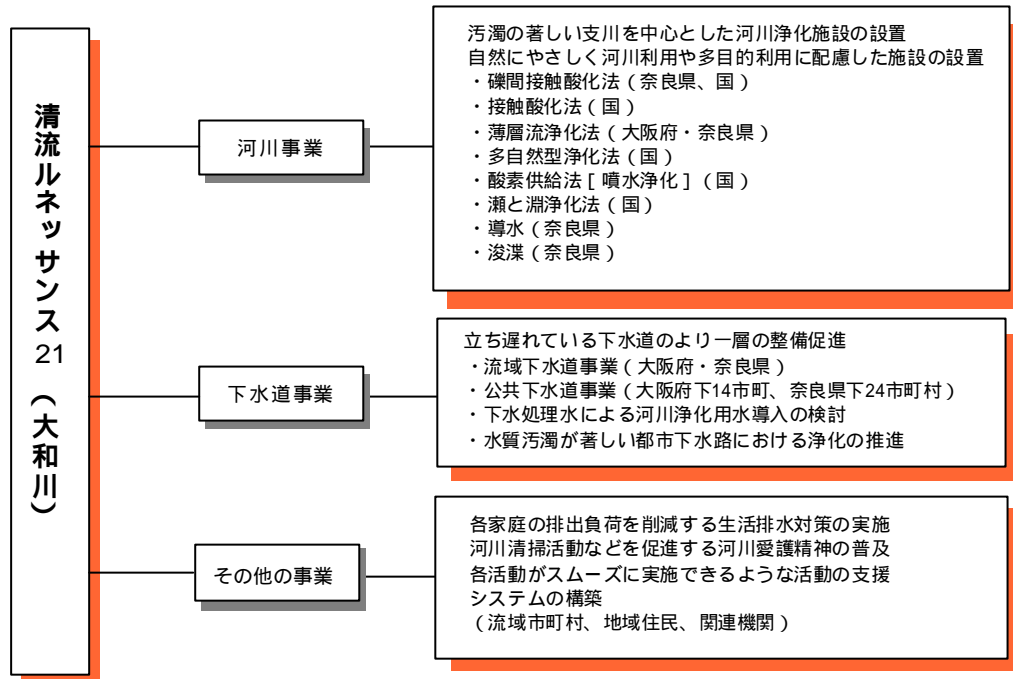 清流ルネッサンス21(大和川)
河川事業
汚濁の著しい支川を中心とした河川浄化施設の設置
自然にやさしく河川利用や多目的利用に配慮した施設の設置
・礫間接触酸化法(奈良県、国)
・接触酸化法(国)
・薄層流浄化法(大阪府・奈良県)
・多自然型浄化法(国)
・酸素供給法[噴水浄化](国)
・瀬と淵浄化法(国)
・導水(奈良県)
・浚渫(奈良県)
下水道事業
立ち遅れている下水道のより一層の整備促進
・流域下水道事業(大阪府・奈良県)
・公共下水道事業(大阪府下14市町、奈良県下24市町村)
・下水処理水による河川浄化用水導入の検討
・水質汚濁が著しい都市下水路における浄化の推進
その他の事業
各家庭の排出負荷を削減する生活排水対策の実施
河川清掃活動などを促進する河川愛護精神の普及
各活動がスムーズに実施できるような活動の支援
システムの構築
(流域市町村、地域住民、関連機関)